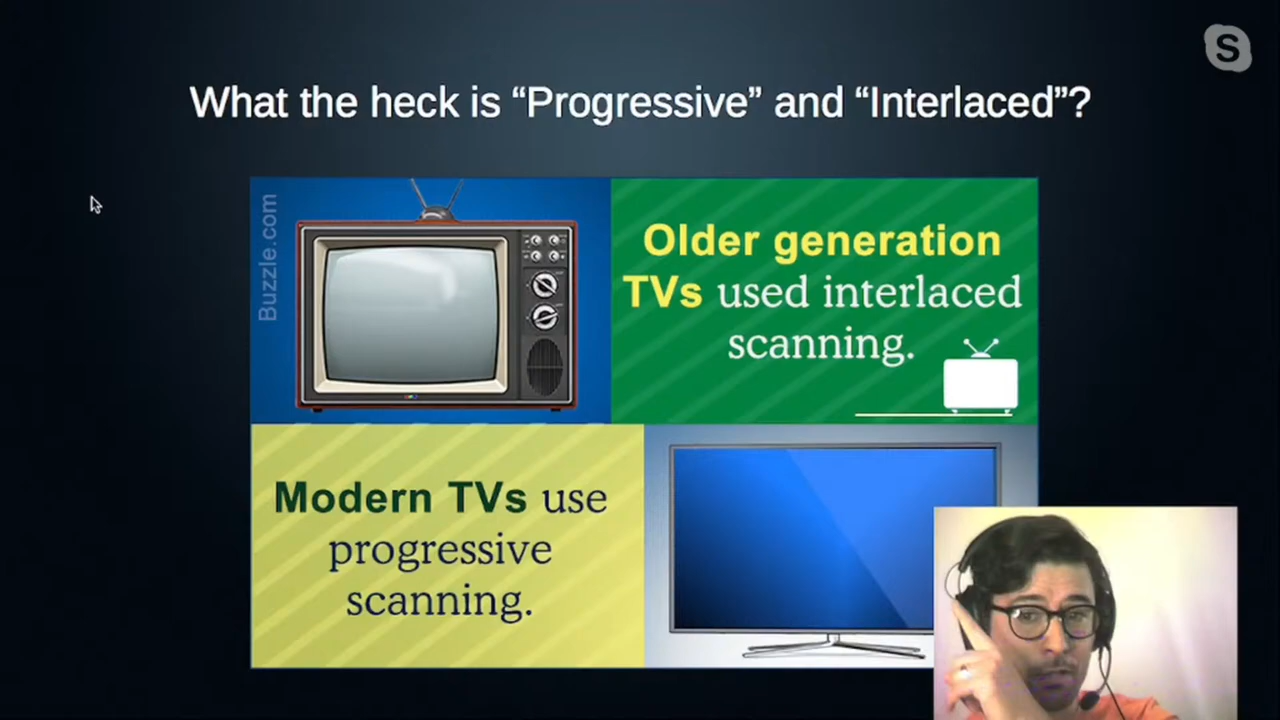 S
What the heck is “Progressive” and “Interlaced”?
Buzzle.com
Older generation
TVs used interlaced
scanning.
Modern TVs use
progressive
scanning.